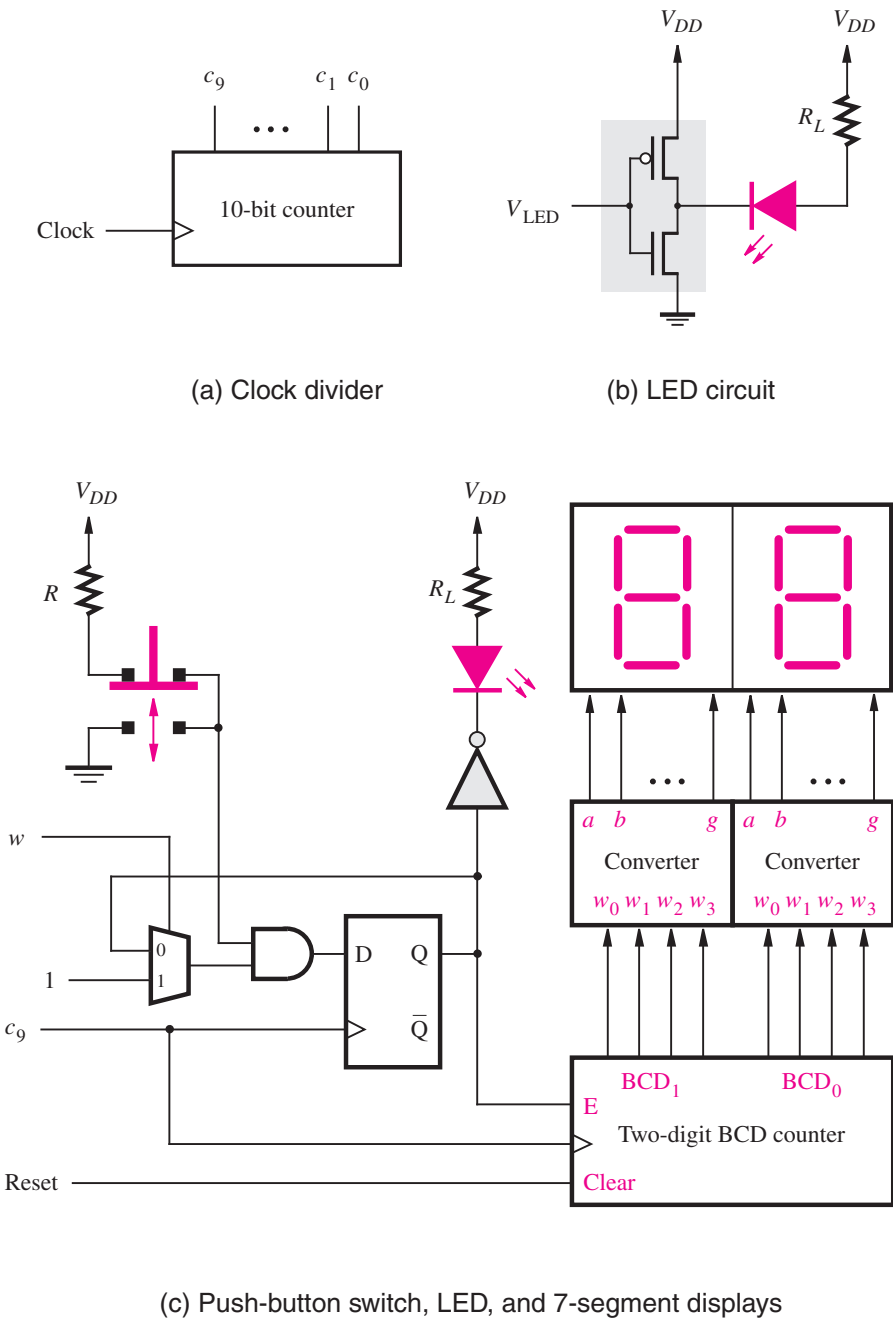 c9 ... c1 c0
10-bit counter
Clock
(a) Clock divider
VDD VDD
RL
VLED
(b) LED circuit
VDD
R
VDD
RL
w
0
1
1
c9
D Q
Q̅
a b ... g
Converter
w0 w1 w2 w3
a b ... g
Converter
w0 w1 w2 w3
BCD1 BCD0
E
Two-digit BCD counter
Reset
Clear
(c) Push-button switch, LED, and 7-segment displays